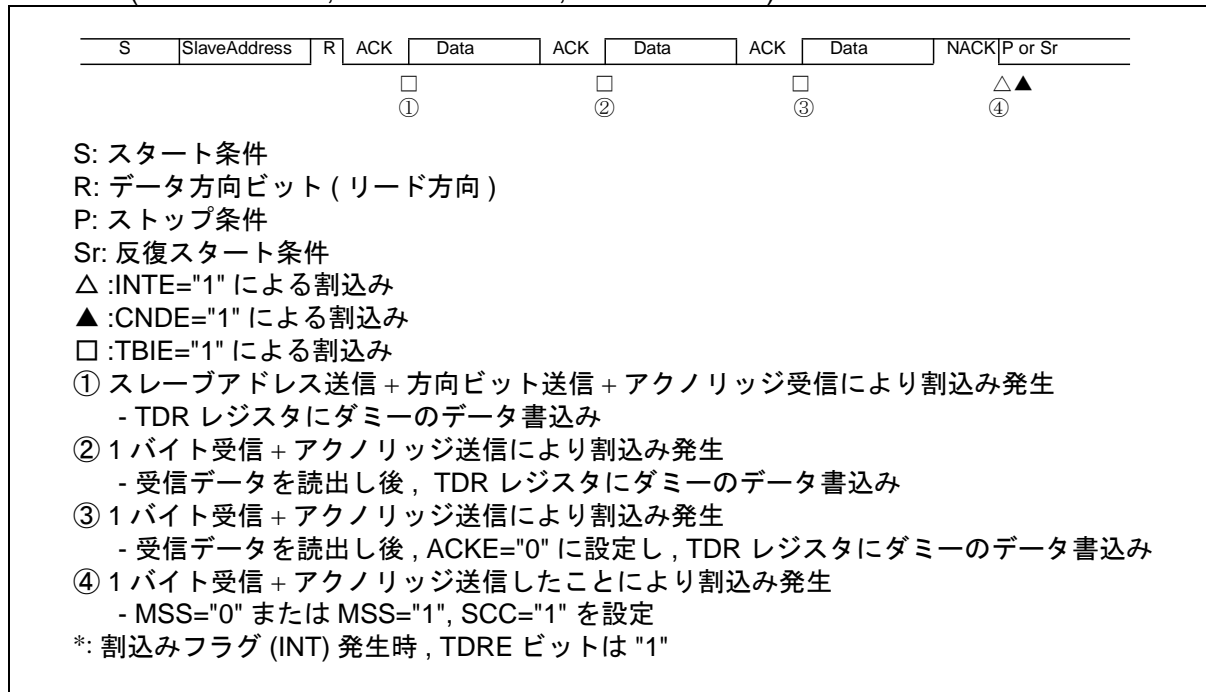 S SlaveAddress R ACK Data ACK Data ACK Data NACK P or Sr
□ □ □ △▲
① ② ③ ④
S: スタート条件
R: データ方向ビット ( リード方向 )
P: ストップ条件
Sr: 反復スタート条件
△ :INTE="1" による割込み
▲ :CNDE="1" による割込み
□ :TBIE="1" による割込み
① スレーブアドレス送信 + 方向ビット送信 + アクノリッジ受信により割込み発生
- TDR レジスタにダミーのデータ書込み
② 1 バイト受信 + アクノリッジ送信により割込み発生
- 受信データを読出し後 , TDR レジスタにダミーのデータ書込み
③ 1 バイト受信 + アクノリッジ送信により割込み発生
- 受信データを読出し後 , ACKE="0" に設定し , TDR レジスタにダミーのデータ書込み
④ 1 バイト受信 + アクノリッジ送信したことにより割込み発生
- MSS="0" または MSS="1", SCC="1" を設定
*: 割込みフラグ (INT) 発生時 , TDRE ビットは "1"